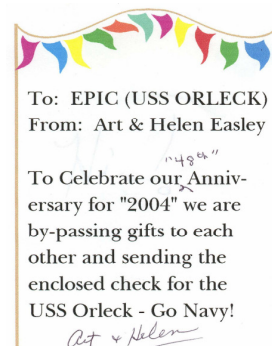 To: EPIC (USS ORLECK)
From: Art & Helen Easley
"48th"
To Celebrate our Anniv-
ersary for "2004" we are
by-passing gifts to each
other and sending the
enclosed check for the
USS Orleck - Go Navy!
Art + Helen